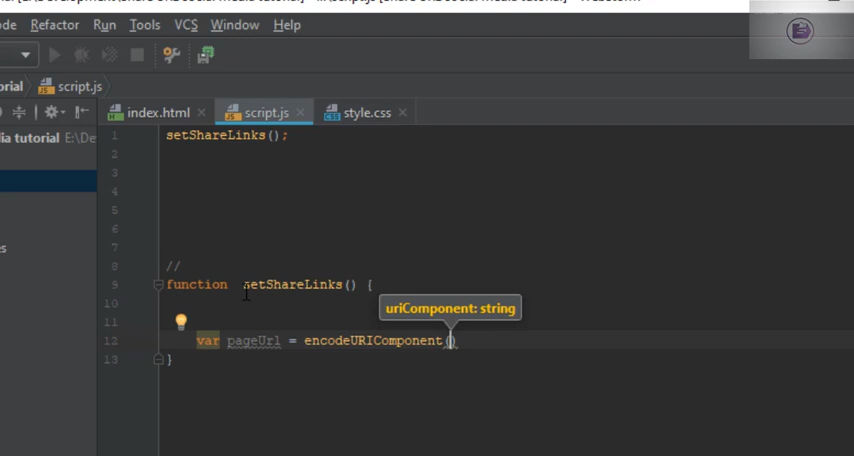 Refactor Run Tools VCS Window Help
script.js
index.html script.js style.css
ia tutorial E:\De
1 setShareLinks();
2
3
4
5
6
7
8 //
9 function setShareLinks() {
10 uriComponent: string
11
12 var pageUrl = encodeURIComponent()
13 }